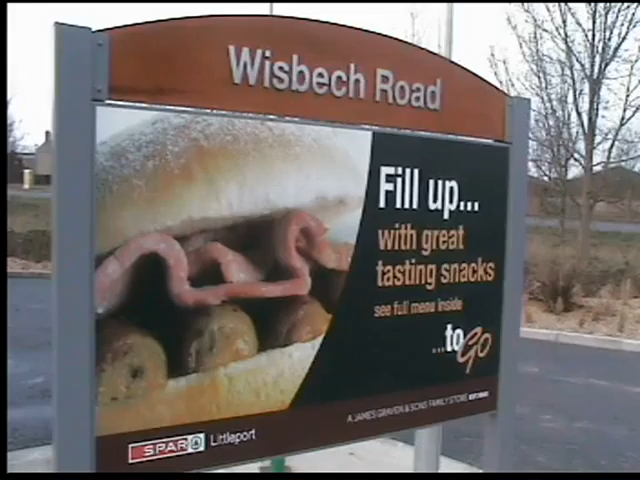 Wisbech Road
Fill up...
with great
tasting snacks
see full menu inside
...to GO
A JAMES GRAVEN & SONS FAMILY STORE
SPAR Littleport